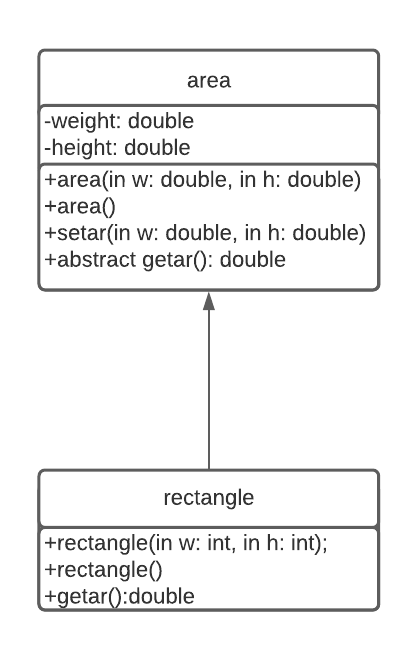 area
-weight: double
-height: double
+area(in w: double, in h: double)
+area()
+setar(in w: double, in h: double)
+abstract getar(): double
rectangle
+rectangle(in w: int, in h: int);
+rectangle()
+getar():double